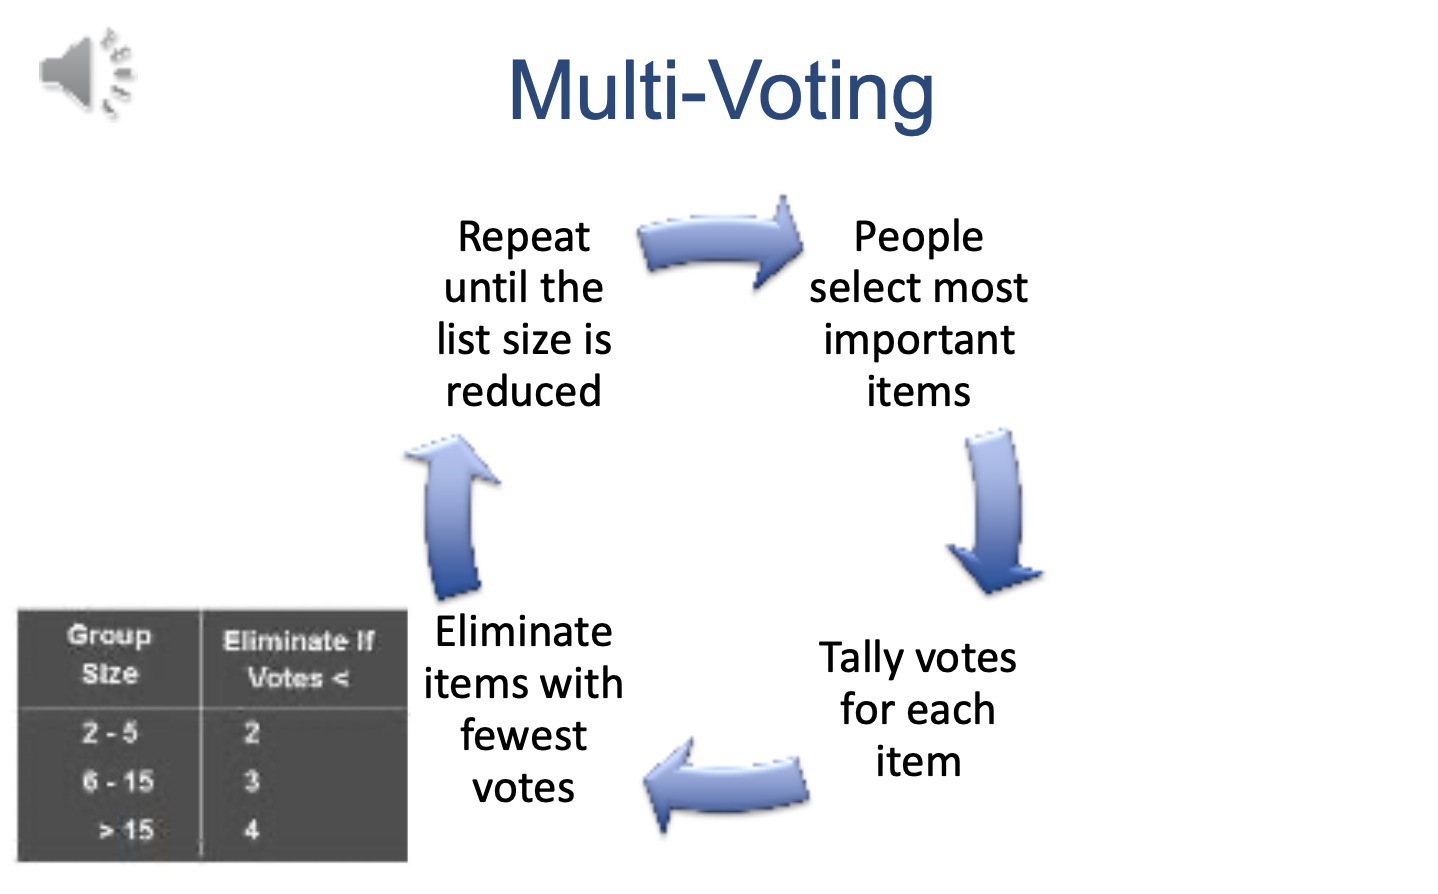 Multi-Voting
Repeat
until the
list size is
reduced
People
select most
important
items
Tally votes
for each
item
Eliminate
items with
fewest
votes
Group
Size
Eliminate If
Votes <
2 - 5
2
6 - 15
3
> 15
4